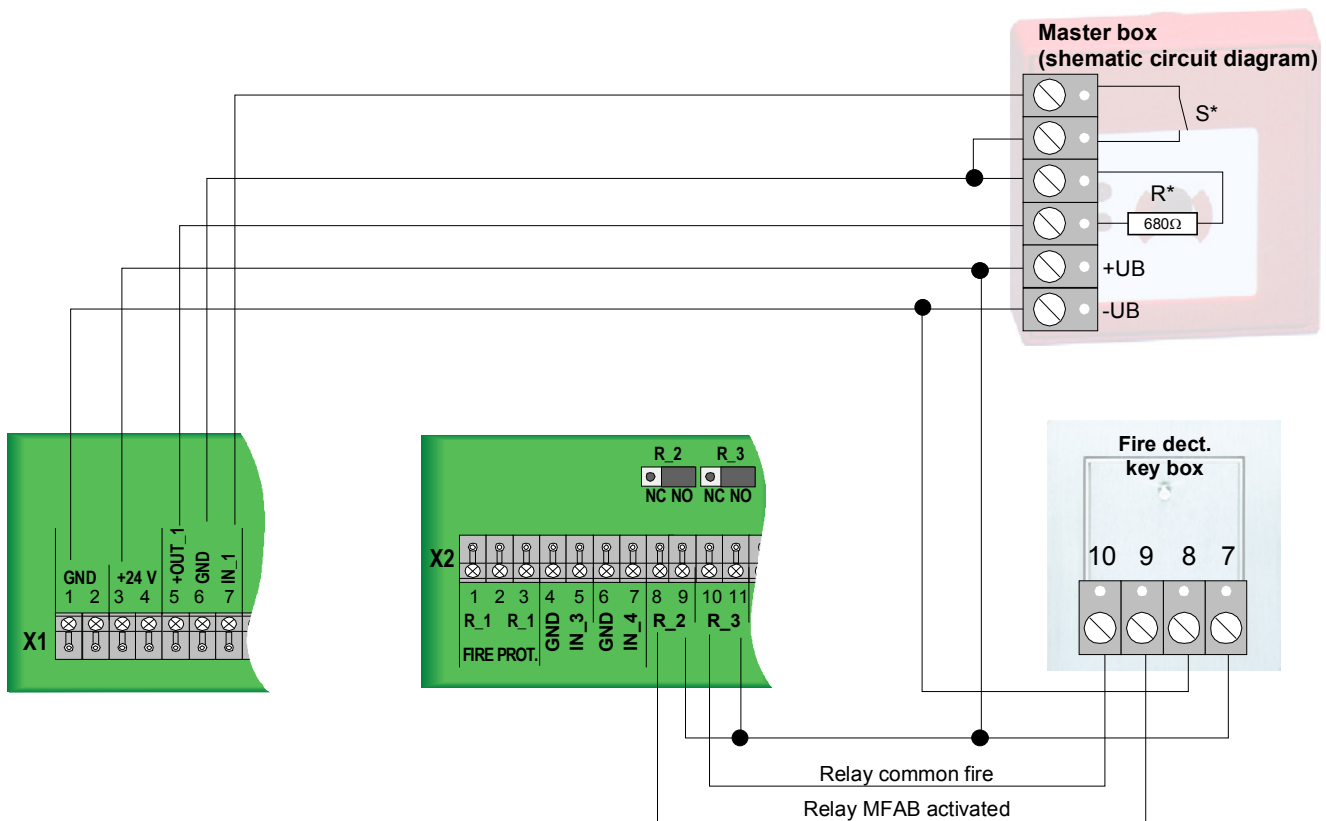 Master box
(shematic circuit diagram)
S*
R*
680Ω
+UB
-UB
GND
+24 V
+OUT_1
GND
IN_1
1 2 3 4 5 6 7
X1
R_2 R_3
NC NO NC NO
X2
1 2 3 4 5 6 7 8 9 10 11
R_1 R_1 GND IN_3 GND IN_4 R_2 R_3
FIRE PROT.
Fire dect.
key box
10 9 8 7
Relay common fire
Relay MFAB activated